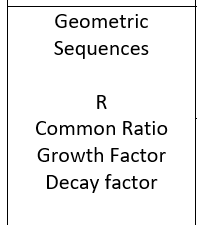 Geometric
Sequences
R
Common Ratio
Growth Factor
Decay factor